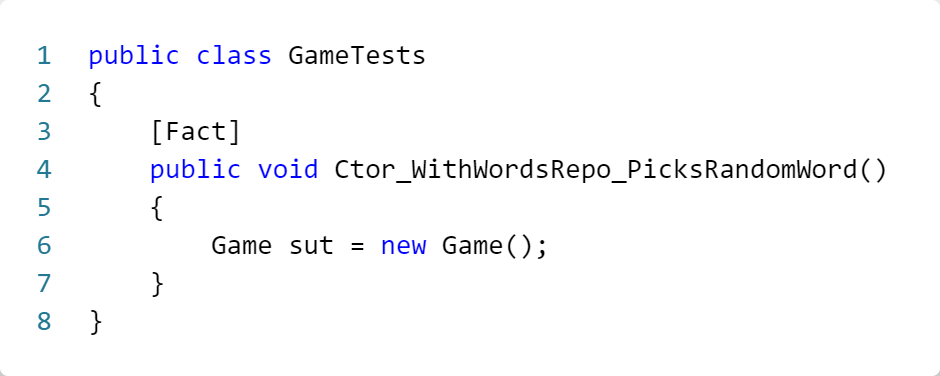 1 public class GameTests
2 {
3     [Fact]
4     public void Ctor_WithWordsRepo_PicksRandomWord()
5     {
6         Game sut = new Game();
7     }
8 }